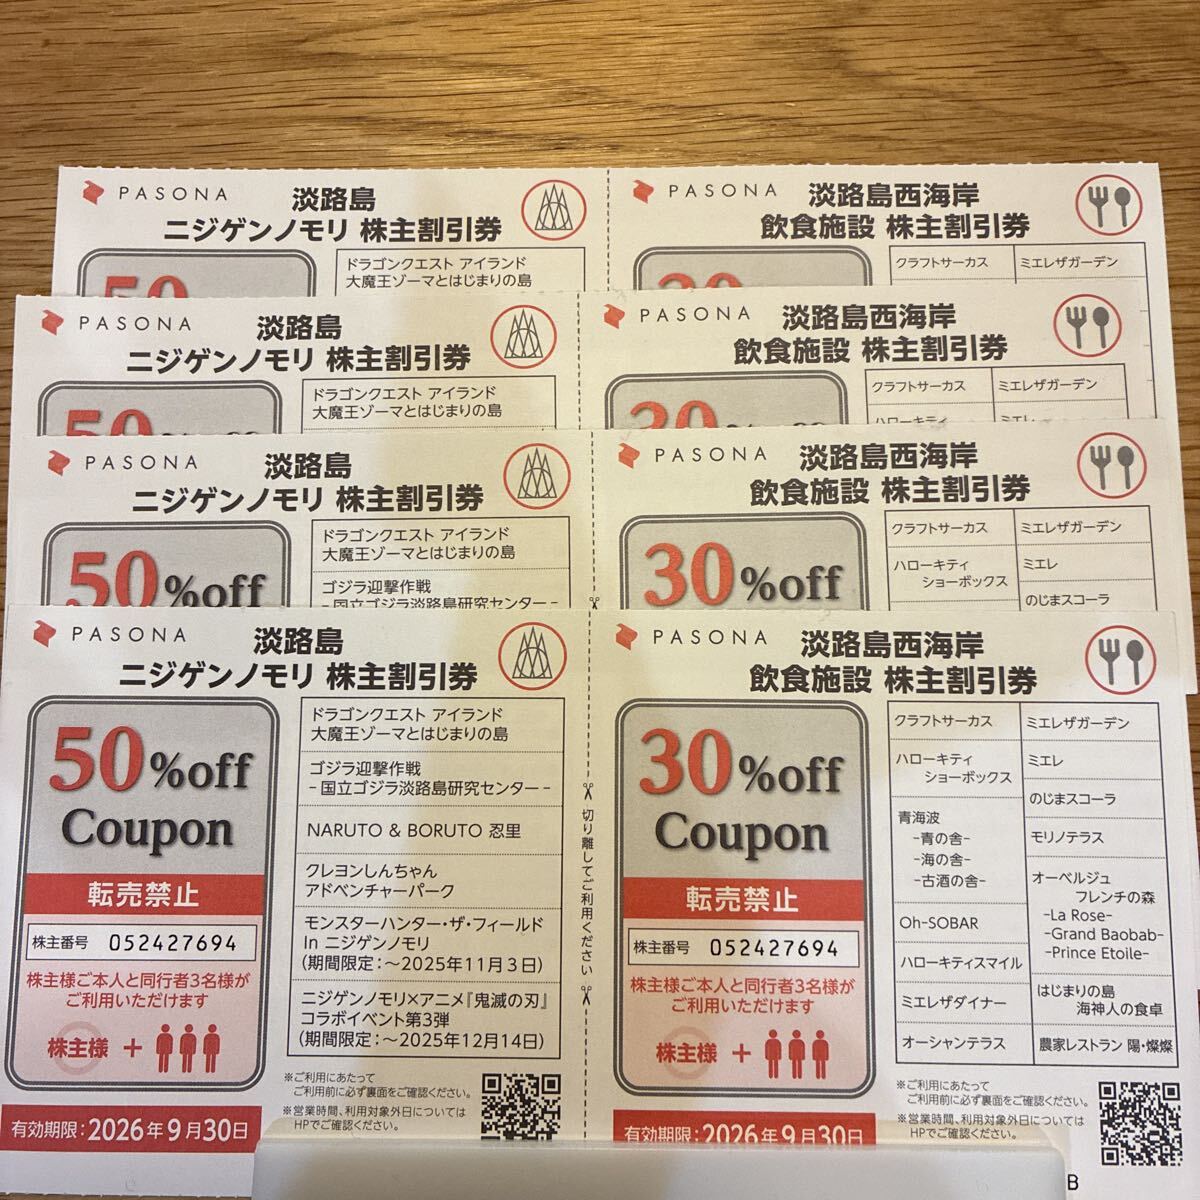 PASONA
淡路島
ニジゲンノモリ 株主割引券
50
ドラゴンクエスト アイランド
大魔王ゾーマとはじまりの島
PASONA
淡路島西海岸
飲食施設 株主割引券
クラフトサーカス
ミエレザガーデン
PASONA
淡路島
ニジゲンノモリ 株主割引券
50%off
ドラゴンクエスト アイランド
大魔王ゾーマとはじまりの島
PASONA
淡路島西海岸
飲食施設 株主割引券
30%off
クラフトサーカス
ミエレザガーデン
ハローキティ
ミエレ
PASONA
淡路島
ニジゲンノモリ 株主割引券
50%off
ドラゴンクエスト アイランド
大魔王ゾーマとはじまりの島
ゴジラ迎撃作戦
-国立ゴジラ淡路島研究センター-
PASONA
淡路島西海岸
飲食施設 株主割引券
30%off
クラフトサーカス
ハローキティ
ショーボックス
ミエレザガーデン
ミエレ
のじまスコーラ
PASONA
淡路島
ニジゲンノモリ 株主割引券
50%off
Coupon
転売禁止
株主番号 052427694
株主様ご本人と同行者3名様が
ご利用いただけます
株主様 +
有効期限:2026年9月30日
ドラゴンクエスト アイランド
大魔王ゾーマとはじまりの島
ゴジラ迎撃作戦
-国立ゴジラ淡路島研究センター-
NARUTO & BORUTO 忍里
クレヨンしんちゃん
アドベンチャーパーク
モンスターハンター・ザ・フィールド
In ニジゲンノモリ
(期間限定:～2025年11月3日)
ニジゲンノモリ×アニメ『鬼滅の刃』
コラボイベント第3弾
(期間限定:～2025年12月14日)
※ご利用にあたって
ご利用前に必ず裏面をご確認ください。
※営業時間、利用対象外日については
HPでご確認ください。
切り離してご利用ください
PASONA
淡路島西海岸
飲食施設 株主割引券
30%off
Coupon
転売禁止
株主番号 052427694
株主様ご本人と同行者3名様が
ご利用いただけます
株主様 +
有効期限:2026年9月30日
クラフトサーカス
ハローキティ
ショーボックス
青海波
-青の舎-
-海の舎-
-古酒の舎-
Oh-SOBAR
ハローキティスマイル
ミエレザダイナー
オーシャンテラス
ミエレザガーデン
ミエレ
のじまスコーラ
モリノテラス
オーベルジュ
フレンチの森
-La Rose-
-Grand Baobab-
-Prince Etoile-
はじまりの島
海神人の食卓
農家レストラン 陽・燦燦
※ご利用にあたって
ご利用前に必ず裏面をご確認ください。
※営業時間、利用対象外日については
HPでご確認ください。
B